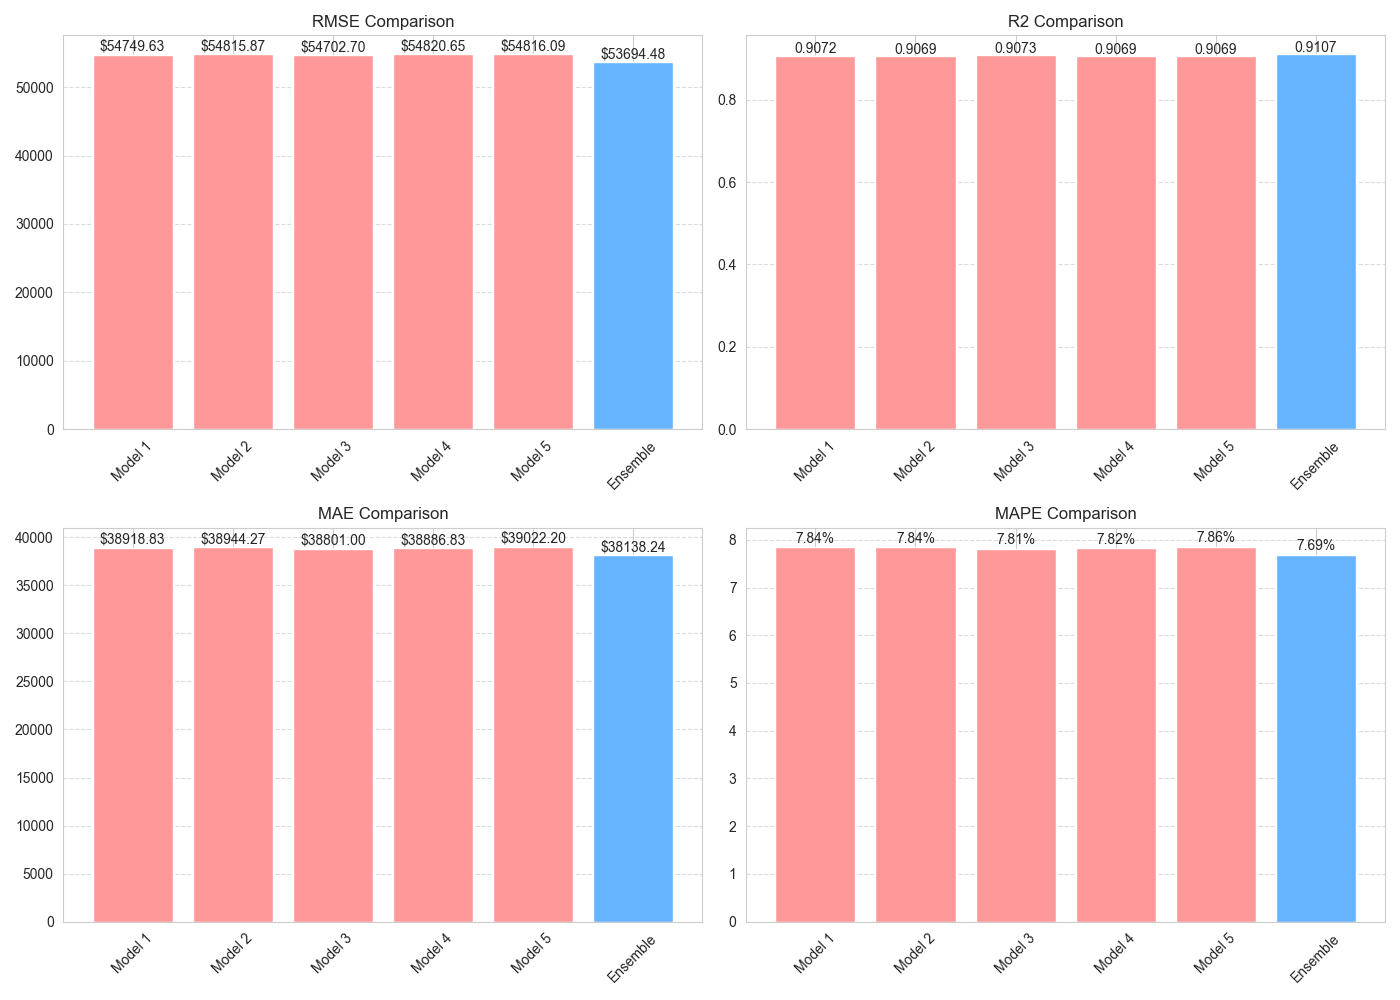 RMSE Comparison
$54749.63 $54815.87 $54702.70 $54820.65 $54816.09 $53694.48
50000
40000
30000
20000
10000
0
Model 1 Model 2 Model 3 Model 4 Model 5 Ensemble
R2 Comparison
0.9072 0.9069 0.9073 0.9069 0.9069 0.9107
0.8
0.6
0.4
0.2
0.0
Model 1 Model 2 Model 3 Model 4 Model 5 Ensemble
MAE Comparison
$38918.83 $38944.27 $38801.00 $38886.83 $39022.20 $38138.24
40000
35000
30000
25000
20000
15000
10000
5000
0
Model 1 Model 2 Model 3 Model 4 Model 5 Ensemble
MAPE Comparison
7.84% 7.84% 7.81% 7.82% 7.86% 7.69%
8
7
6
5
4
3
2
1
0
Model 1 Model 2 Model 3 Model 4 Model 5 Ensemble